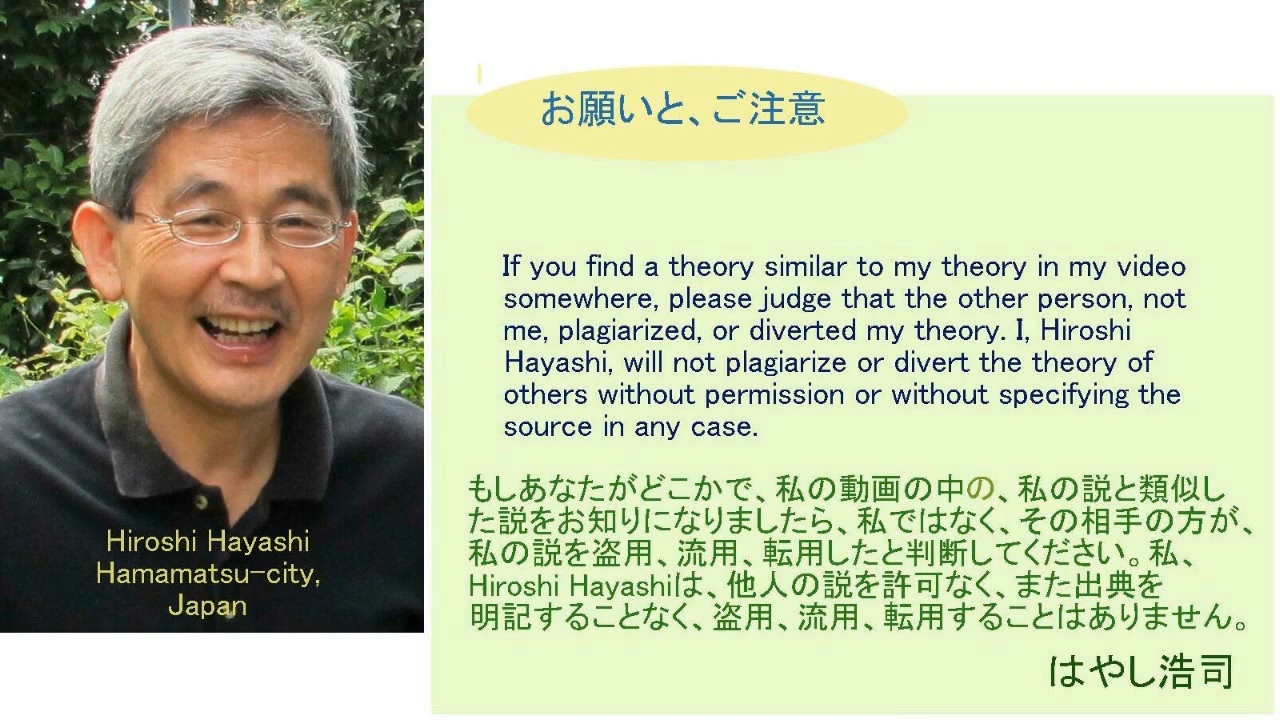 お願いと、ご注意
If you find a theory similar to my theory in my video
somewhere, please judge that the other person, not
me, plagiarized, or diverted my theory. I, Hiroshi
Hayashi, will not plagiarize or divert the theory of
others without permission or without specifying the
source in any case.
もしあなたがどこかで、私の動画の中の、私の説と類似し
た説をお知りになりましたら、私ではなく、その相手の方が、
私の説を盗用、流用、転用したと判断してください。私、
Hiroshi Hayashiは、他人の説を許可なく、また出典を
明記することなく、盗用、流用、転用することはありません。
はやし浩司
Hiroshi Hayashi
Hamamatsu-city,
Japan